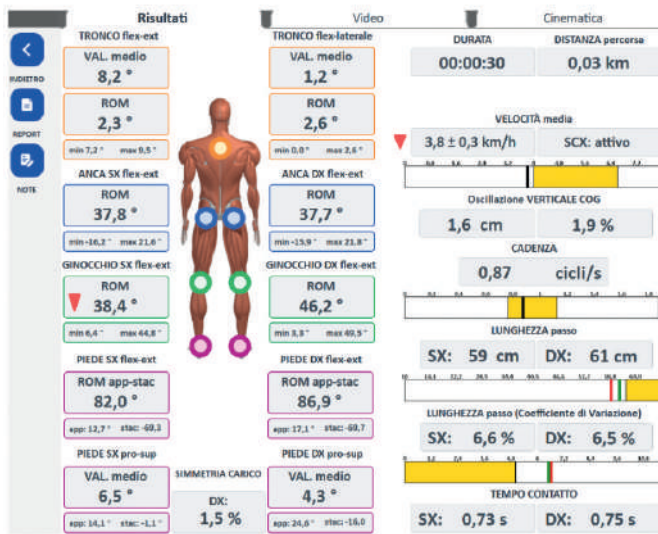 Risultati
Video
Cinematica
INDIETRO
REPORT
NOTE
TRONCO flex-ext
VAL. medio
8,2 °
ROM
2,3 °
min 7,2 ° max 9,5 °
ANCA SX flex-ext
ROM
37,8 °
min -16,2 ° max 21,6 °
GINOCCHIO SX flex-ext
ROM
38,4 °
min 6,4 ° max 44,8 °
PIEDE SX flex-ext
ROM app-stac
82,0 °
app: 12,7 ° stac: -69,3
PIEDE SX pro-sup
VAL. medio
6,5 °
app: 14,1 ° stac: -1,1 °
SIMMETRIA CARICO
DX:
1,5 %
TRONCO flex-laterale
VAL. medio
1,2 °
ROM
2,6 °
min 0,0 ° max 2,6 °
ANCA DX flex-ext
ROM
37,7 °
min -15,9 ° max 21,8 °
GINOCCHIO DX flex-ext
ROM
46,2 °
min 3,3 ° max 49,5 °
PIEDE DX flex-ext
ROM app-stac
86,9 °
app: 17,1 ° stac: -69,7
PIEDE DX pro-sup
VAL. medio
4,3 °
app: 24,6 ° stac: -16,0
DURATA
DISTANZA percorsa
00:00:30
0,03 km
VELOCITÀ media
3,8 ± 0,3 km/h
SCX: attivo
Oscillazione VERTICALE COG
1,6 cm
1,9 %
CADENZA
0,87 cicli/s
LUNGHEZZA passo
SX: 59 cm
DX: 61 cm
LUNGHEZZA passo (Coefficiente di Variazione)
SX: 6,6 %
DX: 6,5 %
TEMPO CONTATTO
SX: 0,73 s
DX: 0,75 s